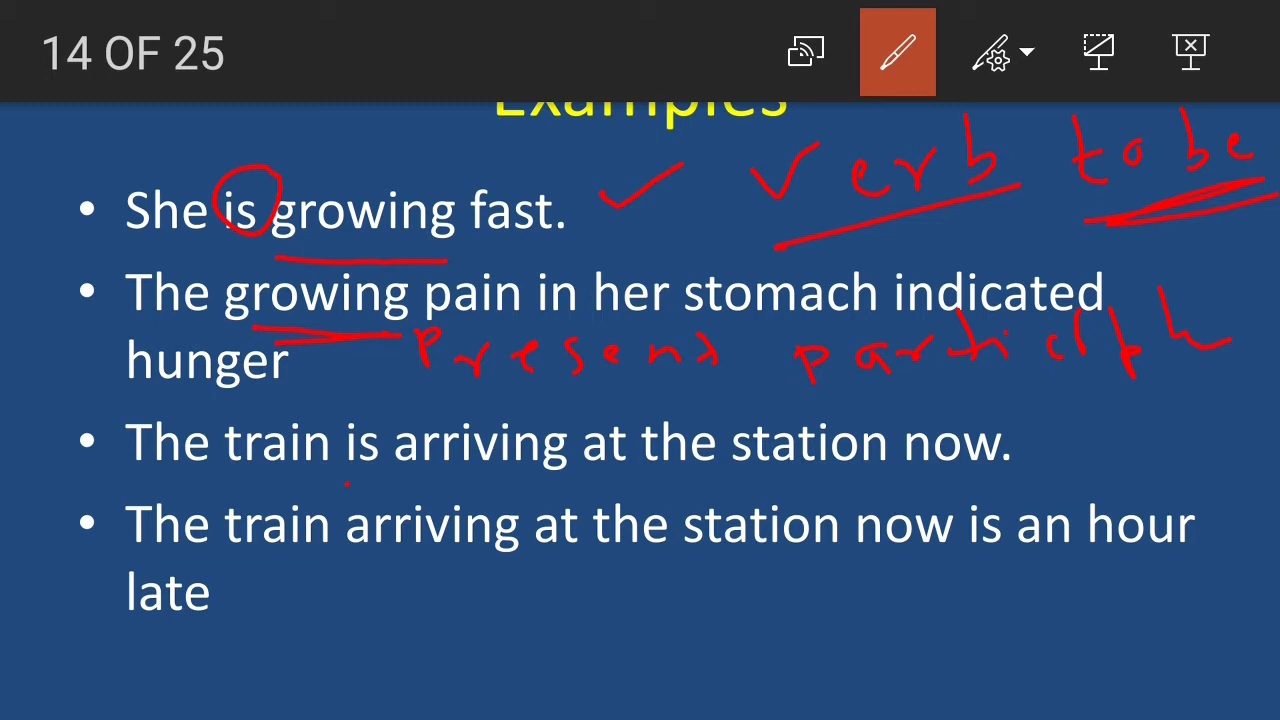 14 OF 25
Examples
• She is growing fast. ✓ verb to be
• The growing pain in her stomach indicated
hunger present participle
• The train is arriving at the station now.
• The train arriving at the station now is an hour
late